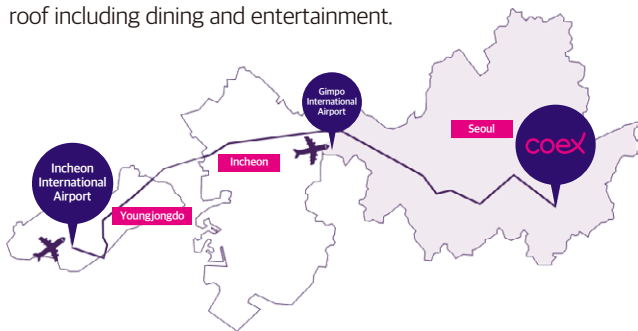 roof including dining and entertainment.
Gimpo
International
Airport
Seoul
coex
Incheon
Incheon
International
Airport
Youngjongdo